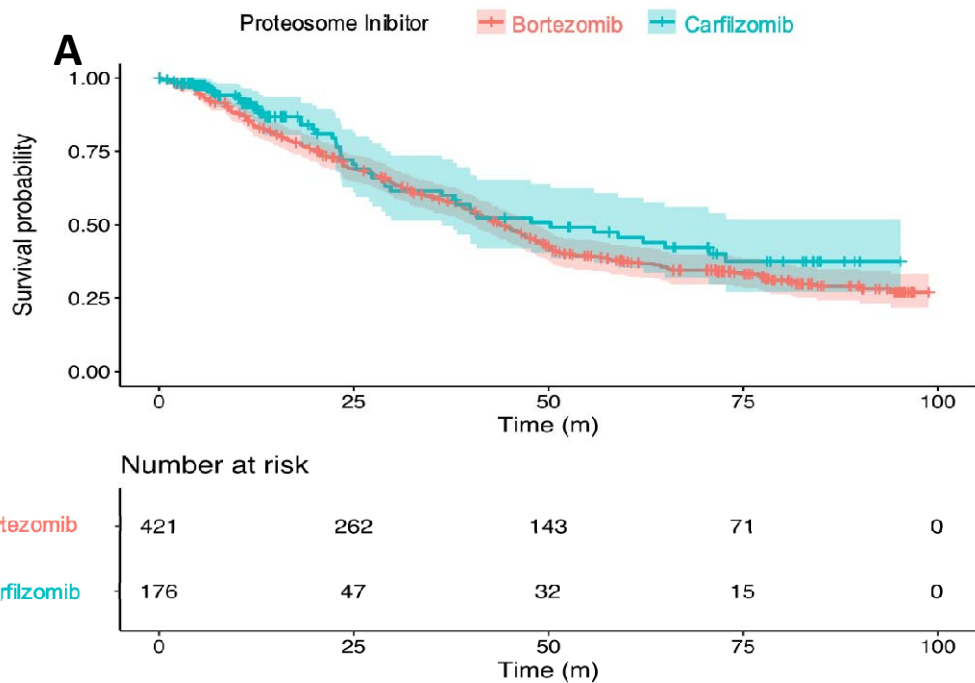 Proteosome Inibitor Bortezomib Carfilzomib
A
1.00
0.75
0.50
0.25
0.00
Survival probability
0 25 50 75 100
Time (m)
Number at risk
tezomib 421 262 143 71 0
rfilzomib 176 47 32 15 0
0 25 50 75 100
Time (m)